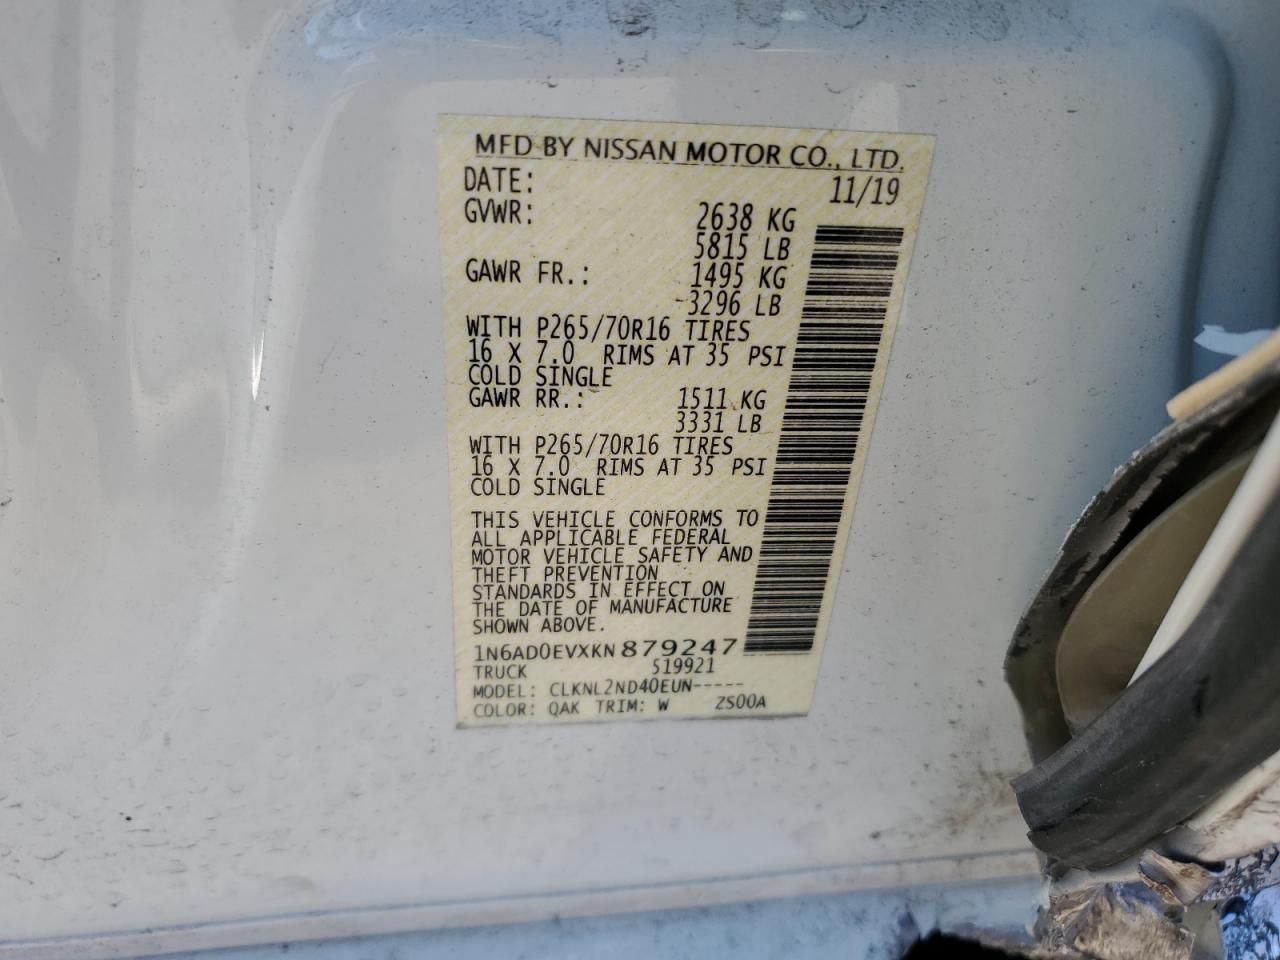 MFD BY NISSAN MOTOR CO., LTD.
DATE: 11/19
GVWR: 2638 KG
5815 LB
GAWR FR.: 1495 KG
3296 LB
WITH P265/70R16 TIRES
16 X 7.0 RIMS AT 35 PSI
COLD SINGLE
GAWR RR.: 1511 KG
3331 LB
WITH P265/70R16 TIRES
16 X 7.0 RIMS AT 35 PSI
COLD SINGLE
THIS VEHICLE CONFORMS TO
ALL APPLICABLE FEDERAL
MOTOR VEHICLE SAFETY AND
THEFT PREVENTION
STANDARDS IN EFFECT ON
THE DATE OF MANUFACTURE
SHOWN ABOVE.
1N6AD0EVXKN879247
TRUCK 519921
MODEL: CLKNL2ND40EUN-----
COLOR: QAK TRIM: W ZS00A